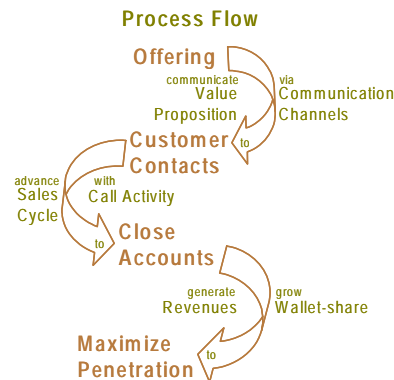 Process Flow
Offering
communicate
Value
Proposition
via
Communication
Channels
to
Customer
Contacts
advance
Sales
Cycle
with
Call Activity
to
Close
Accounts
generate
Revenues
grow
Wallet-share
to
Maximize
Penetration